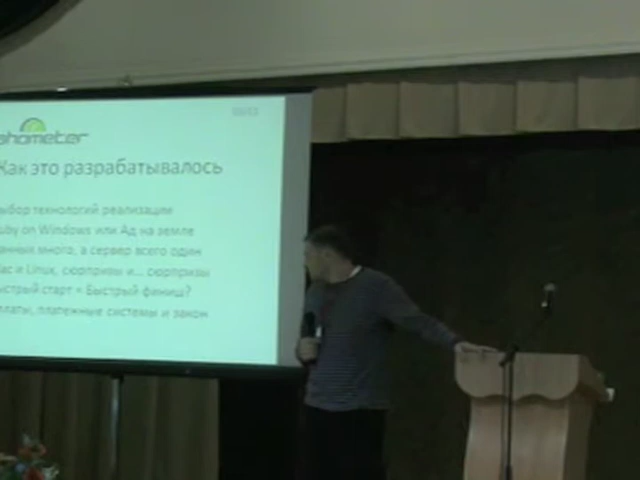 ahometer
Как это разрабатывалось
ыбор технологий реализации
uby on Windows или Ад на земле
анных много, а сервер всего один
ac и Linux, сюрпризы и... сюрпризы
ыстрый старт = Быстрый финиш?
латы, платежные системы и закон